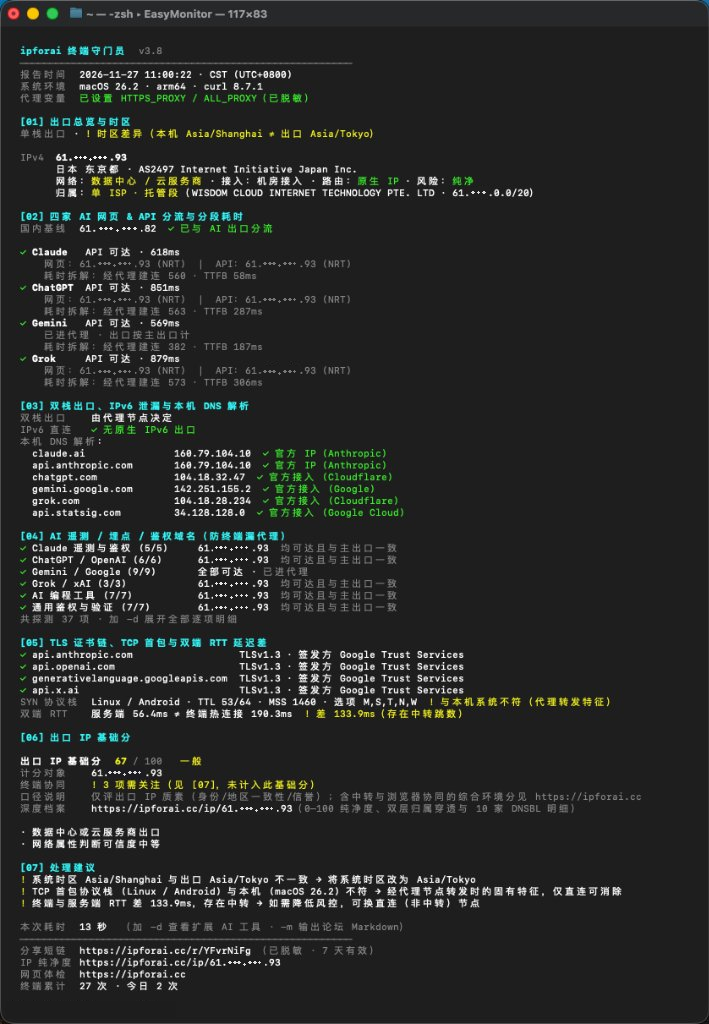 ~ — -zsh ▸ EasyMonitor — 117×83
ipforai 终端守门员 v3.8
报告时间 2026-11-27 11:00:22 · CST (UTC+0800)
系统环境 macOS 26.2 · arm64 · curl 8.7.1
代理变量 已设置 HTTPS_PROXY / ALL_PROXY (已脱敏)
[01] 出口总览与时区
单栈出口 · ! 时区差异 (本机 Asia/Shanghai ≠ 出口 Asia/Tokyo)
IPv4 61.***.***.93
日本 东京都 · AS2497 Internet Initiative Japan Inc.
网络: 数据中心 / 云服务商 · 接入: 机房接入 · 路由: 原生 IP · 风险: 纯净
归属: 单 ISP · 托管段 (WISDOM CLOUD INTERNET TECHNOLOGY PTE. LTD · 61.***.0.0/20)
[02] 四家 AI 网页 & API 分流与分段耗时
国内基线 61.***.***.82 ✓ 已与 AI 出口分流
✓ Claude API 可达 · 618ms
网页: 61.***.***.93 (NRT) | API: 61.***.***.93 (NRT)
耗时拆解: 经代理建连 560 · TTFB 58ms
✓ ChatGPT API 可达 · 851ms
网页: 61.***.***.93 (NRT) | API: 61.***.***.93 (NRT)
耗时拆解: 经代理建连 563 · TTFB 287ms
✓ Gemini API 可达 · 569ms
已进代理 · 出口按主出口计
耗时拆解: 经代理建连 382 · TTFB 187ms
✓ Grok API 可达 · 879ms
网页: 61.***.***.93 (NRT) | API: 61.***.***.93 (NRT)
耗时拆解: 经代理建连 573 · TTFB 306ms
[03] 双栈出口、IPv6 泄漏与本机 DNS 解析
双栈出口 由代理节点决定
IPv6 直连 ✓ 无原生 IPv6 出口
本机 DNS 解析:
claude.ai 160.79.104.10 ✓ 官方 IP (Anthropic)
api.anthropic.com 160.79.104.10 ✓ 官方 IP (Anthropic)
chatgpt.com 104.18.32.47 ✓ 官方接入 (Cloudflare)
gemini.google.com 142.251.155.2 ✓ 官方接入 (Google)
grok.com 104.18.28.234 ✓ 官方接入 (Cloudflare)
api.statsig.com 34.128.128.0 ✓ 官方接入 (Google Cloud)
[04] AI 遥测 / 埋点 / 鉴权域名 (防终端漏代理)
✓ Claude 遥测与鉴权 (5/5) 61.***.***.93 均可达且与主出口一致
✓ ChatGPT / OpenAI (6/6) 61.***.***.93 均可达且与主出口一致
✓ Gemini / Google (9/9) 全部可达 · 已进代理
✓ Grok / xAI (3/3) 61.***.***.93 均可达且与主出口一致
✓ AI 编程工具 (7/7) 61.***.***.93 均可达且与主出口一致
✓ 通用鉴权与验证 (7/7) 61.***.***.93 均可达且与主出口一致
共探测 37 项 · 加 -d 展开全部逐项明细
[05] TLS 证书链、TCP 首包与双端 RTT 延迟差
✓ api.anthropic.com TLSv1.3 · 签发方 Google Trust Services
✓ api.openai.com TLSv1.3 · 签发方 Google Trust Services
✓ generativelanguage.googleapis.com TLSv1.3 · 签发方 Google Trust Services
✓ api.x.ai TLSv1.3 · 签发方 Google Trust Services
SYN 协议栈 Linux / Android · TTL 53/64 · MSS 1460 · 选项 M,S,T,N,W ! 与本机系统不符 (代理转发特征)
双端 RTT 服务端 56.4ms ≠ 终端热连接 190.3ms ! 差 133.9ms (存在中转跳数)
[06] 出口 IP 基础分
出口 IP 基础分 67 / 100 一般
计分对象 61.***.***.93
终端协同 ! 3 项需关注 (见 [07], 未计入此基础分)
口径说明 仅评出口 IP 质素 (身份/地区一致性/信誉) ; 含中转与浏览器协同的综合环境分见 https://ipforai.cc
深度档案 https://ipforai.cc/ip/61.***.***.93 (0—100 纯净度、双层归属穿透与 10 家 DNSBL 明细)
· 数据中心或云服务商出口
· 网络属性判断可信度中等
[07] 处理建议
! 系统时区 Asia/Shanghai 与出口 Asia/Tokyo 不一致 → 将系统时区改为 Asia/Tokyo
! TCP 首包协议栈 (Linux / Android) 与本机 (macOS 26.2) 不符 → 经代理节点转发时的固有特征, 仅直连可消除
! 终端与服务端 RTT 差 133.9ms, 存在中转 → 如需降低风控, 可换直连 (非中转) 节点
本次耗时 13 秒 (加 -d 查看扩展 AI 工具 · -m 输出论坛 Markdown)
分享短链 https://ipforai.cc/r/YFvrNiFg (已脱敏 · 7 天有效)
IP 纯净度 https://ipforai.cc/ip/61.***.***.93
网页体检 https://ipforai.cc
终端累计 27 次 · 今日 2 次